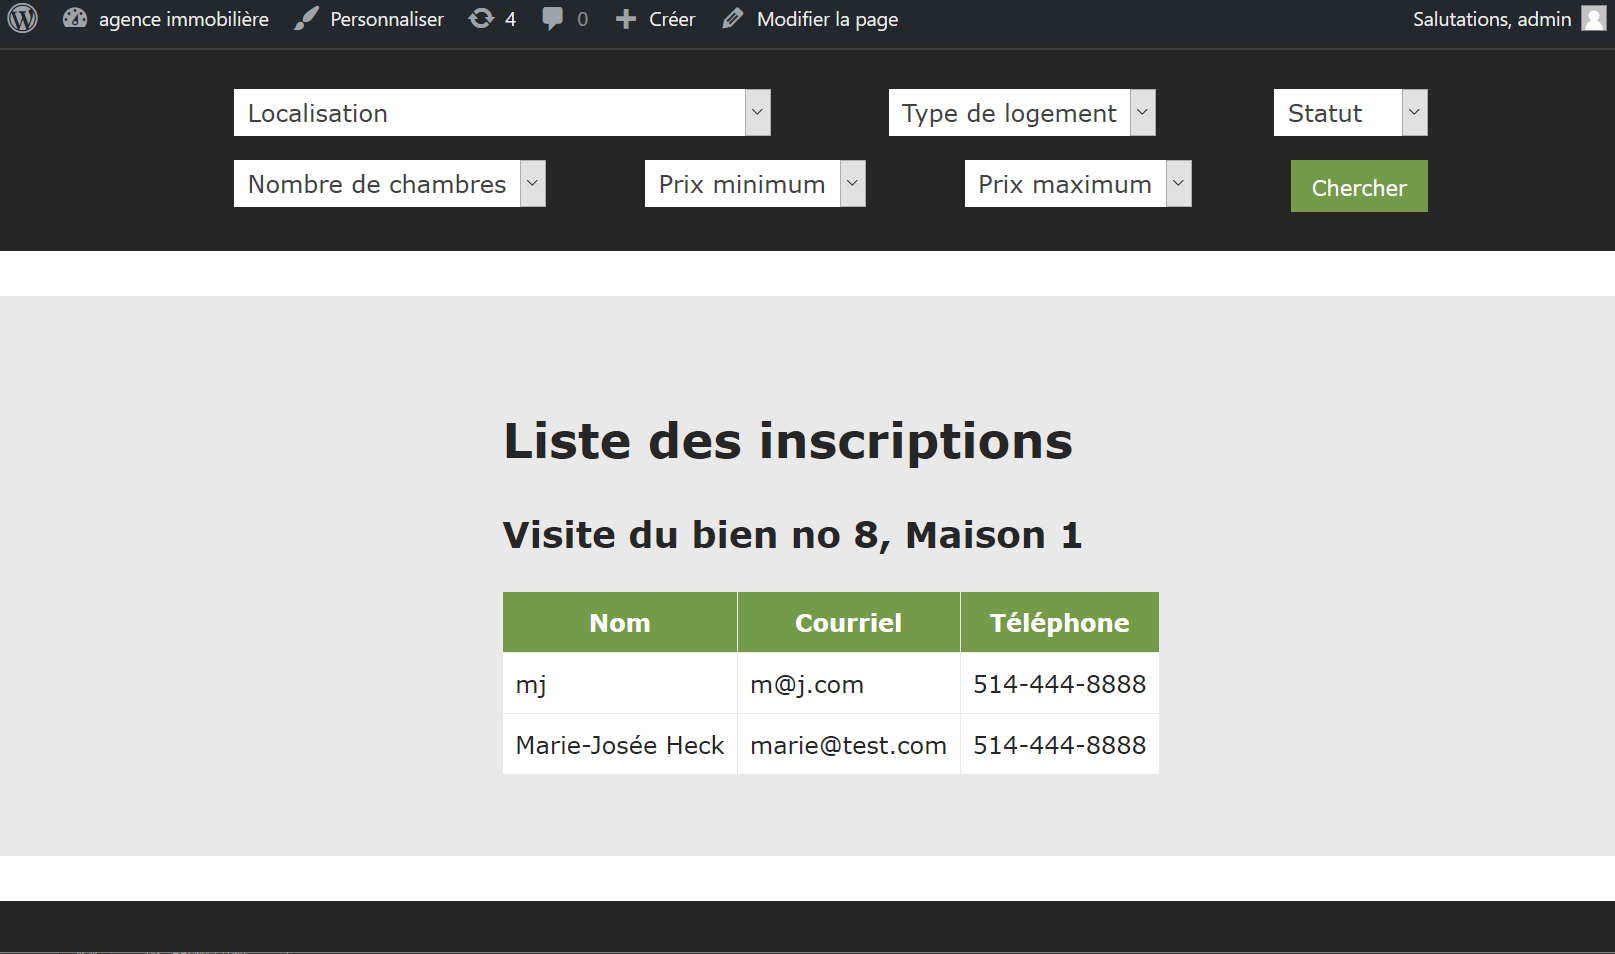 agence immobilière Personnaliser 4 0 Créer Modifier la page Salutations, admin
Localisation Type de logement Statut
Nombre de chambres Prix minimum Prix maximum Chercher
Liste des inscriptions
Visite du bien no 8, Maison 1
Nom Courriel Téléphone
mj m@j.com 514-444-8888
Marie-Josée Heck marie@test.com 514-444-8888